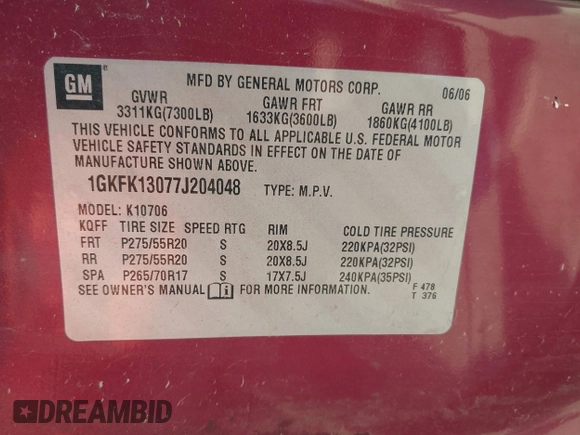 GM
MFD BY GENERAL MOTORS CORP. 06/06
GVWR GAWR FRT GAWR RR
3311KG(7300LB) 1633KG(3600LB) 1860KG(4100LB)
THIS VEHICLE CONFORMS TO ALL APPLICABLE U.S. FEDERAL MOTOR
VEHICLE SAFETY STANDARDS IN EFFECT ON THE DATE OF
MANUFACTURE SHOWN ABOVE.
1GKFK13077J204048 TYPE: M.P.V.
MODEL: K10706
KQFF TIRE SIZE SPEED RTG RIM COLD TIRE PRESSURE
FRT P275/55R20 S 20X8.5J 220KPA(32PSI)
RR P275/55R20 S 20X8.5J 220KPA(32PSI)
SPA P265/70R17 S 17X7.5J 240KPA(35PSI)
SEE OWNER'S MANUAL FOR MORE INFORMATION. F 478
T 376
DREAMBID